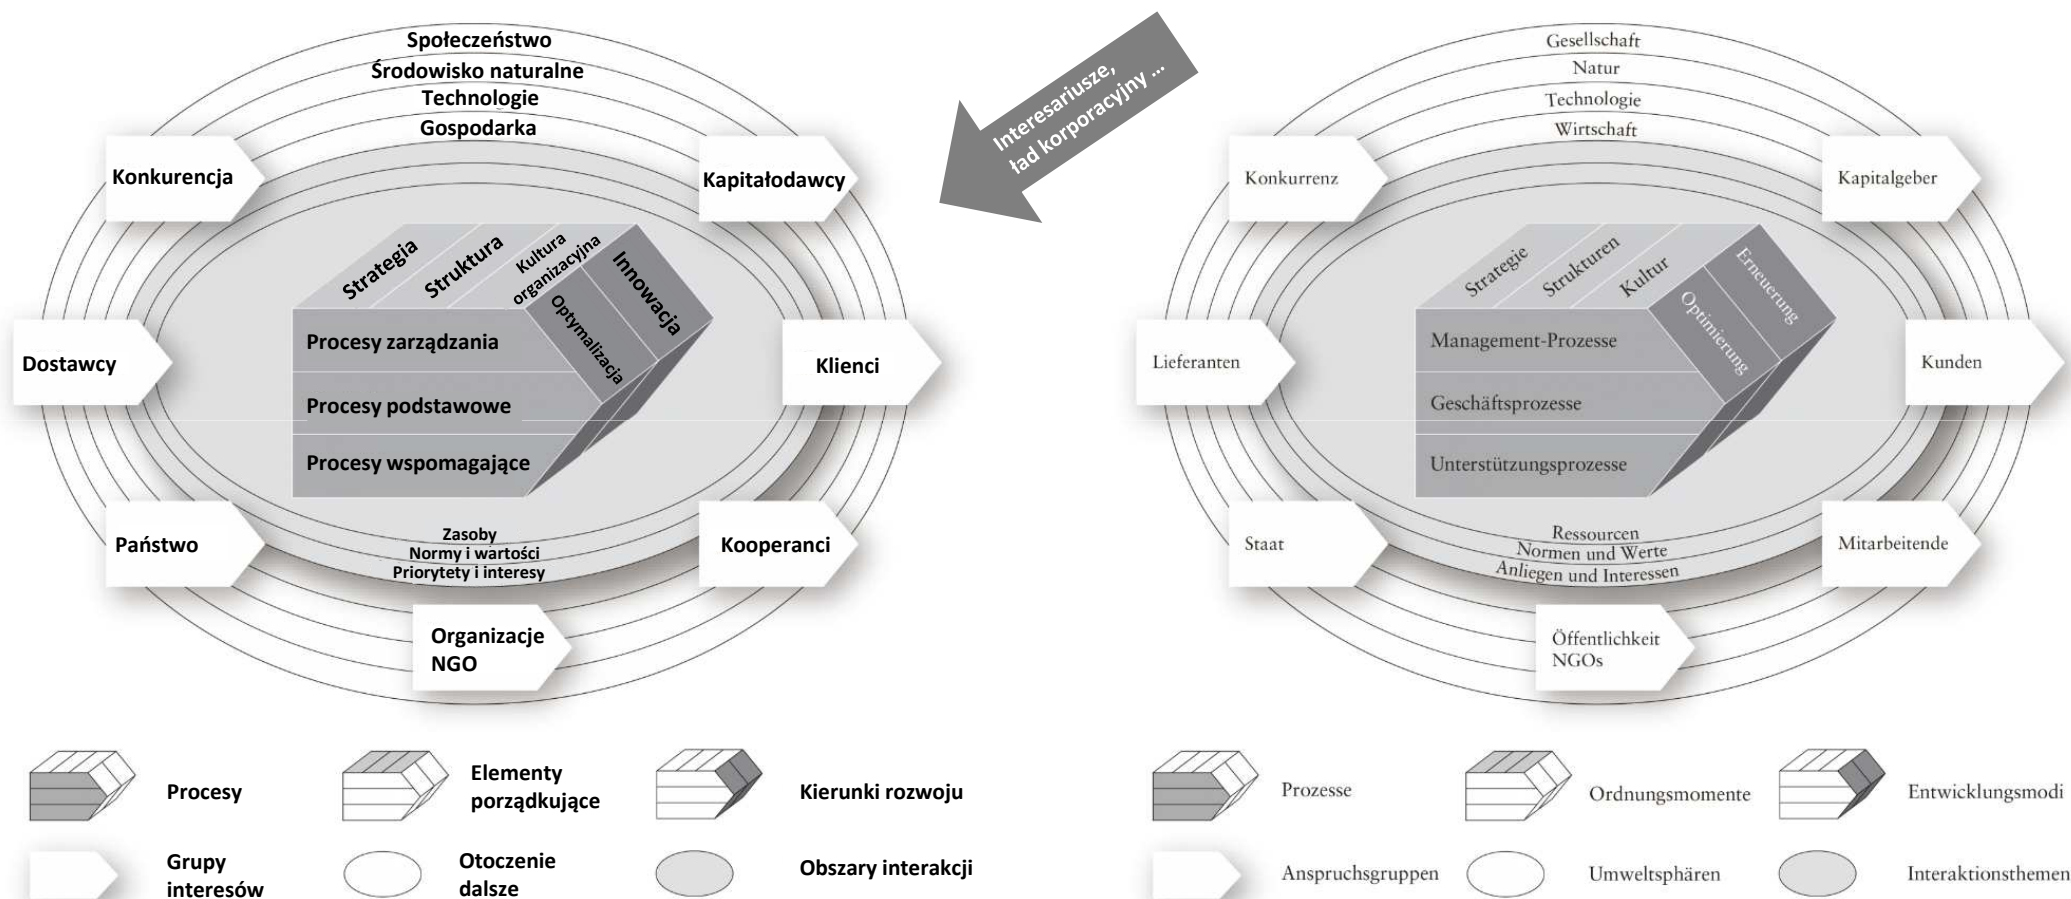 Społeczeństwo
Środowisko naturalne
Technologie
Gospodarka
Konkurencja
Kapitałodawcy
Strategia
Struktura
Kultura
organizacyjna
Optymalizacja
Innowacja
Procesy zarządzania
Procesy podstawowe
Procesy wspomagające
Dostawcy
Klienci
Państwo
Kooperanci
Zasoby
Normy i wartości
Priorytety i interesy
Organizacje
NGO
Procesy
Elementy
porządkujące
Kierunki rozwoju
Grupy
interesów
Otoczenie
dalsze
Obszary interakcji
Interesariusze,
ład korporacyjny ...
Gesellschaft
Natur
Technologie
Wirtschaft
Konkurrenz
Kapitalgeber
Strategie
Strukturen
Kultur
Optimierung
Erneuerung
Management-Prozesse
Geschäftsprozesse
Unterstützungsprozesse
Lieferanten
Kunden
Staat
Mitarbeitende
Ressourcen
Normen und Werte
Anliegen und Interessen
Öffentlichkeit
NGOs
Prozesse
Ordnungsmomente
Entwicklungsmodi
Anspruchsgruppen
Umweltsphären
Interaktionsthemen